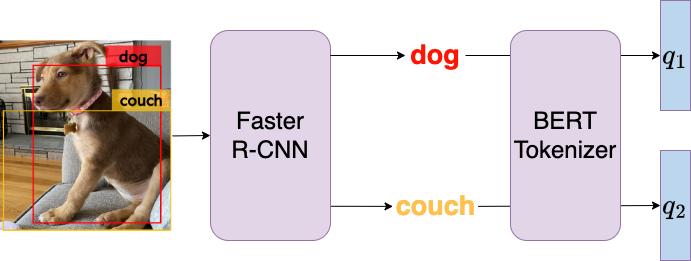 dog
couch
Faster
R-CNN
dog
couch
BERT
Tokenizer
q1
q2